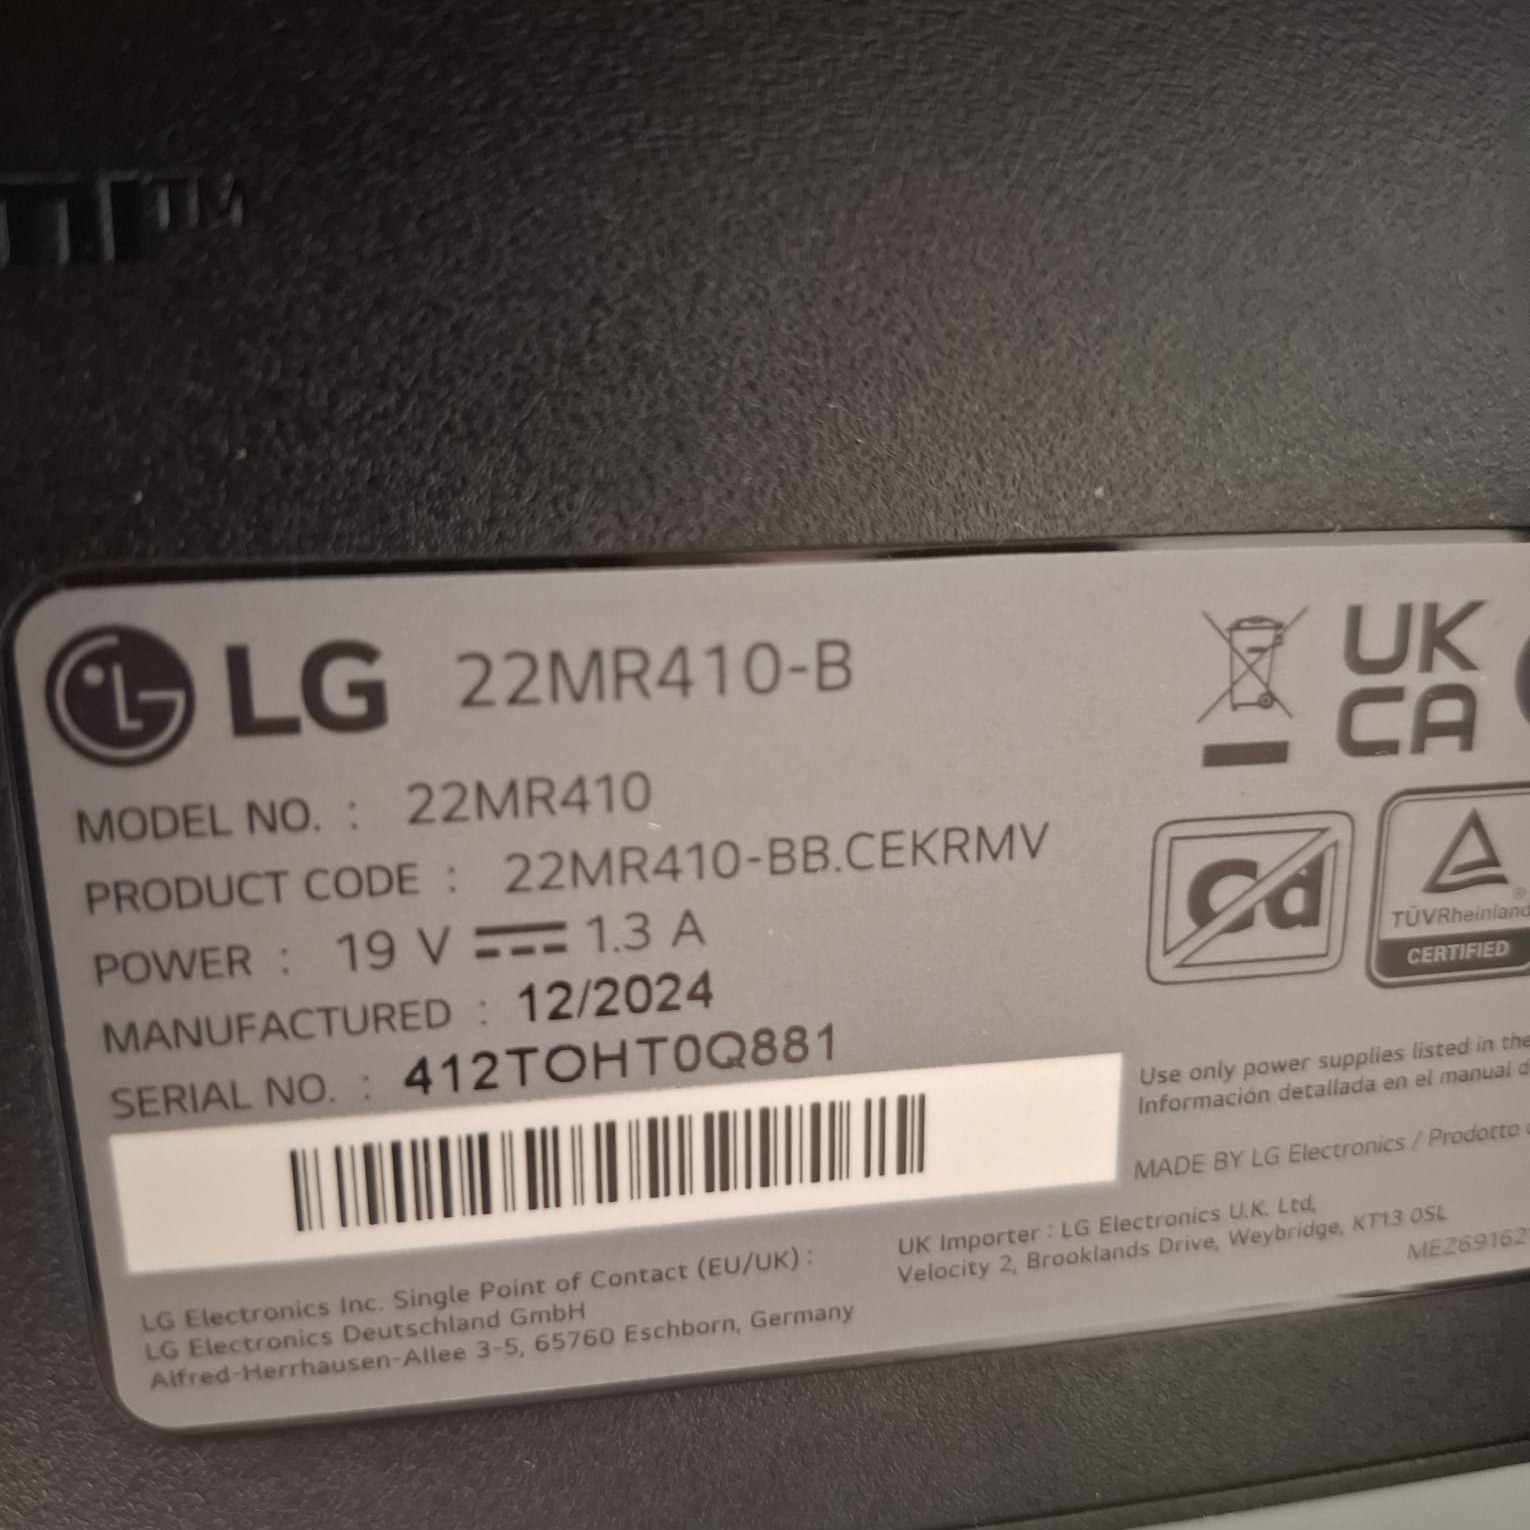 TM
LG 22MR410-B
MODEL NO. : 22MR410
PRODUCT CODE : 22MR410-BB.CEKRMV
POWER : 19 V ⎓ 1.3 A
MANUFACTURED : 12/2024
SERIAL NO. : 412TOHT0Q881
LG Electronics Inc. Single Point of Contact (EU/UK) :
LG Electronics Deutschland GmbH
Alfred-Herrhausen-Allee 3-5, 65760 Eschborn, Germany
UK Importer : LG Electronics U.K. Ltd,
Velocity 2, Brooklands Drive, Weybridge, KT13 0SL
UK
CA
Cd
TÜVRheinland®
CERTIFIED
Use only power supplies listed in the
Información detallada en el manual
MADE BY LG Electronics / Prodotto
MEZ69162